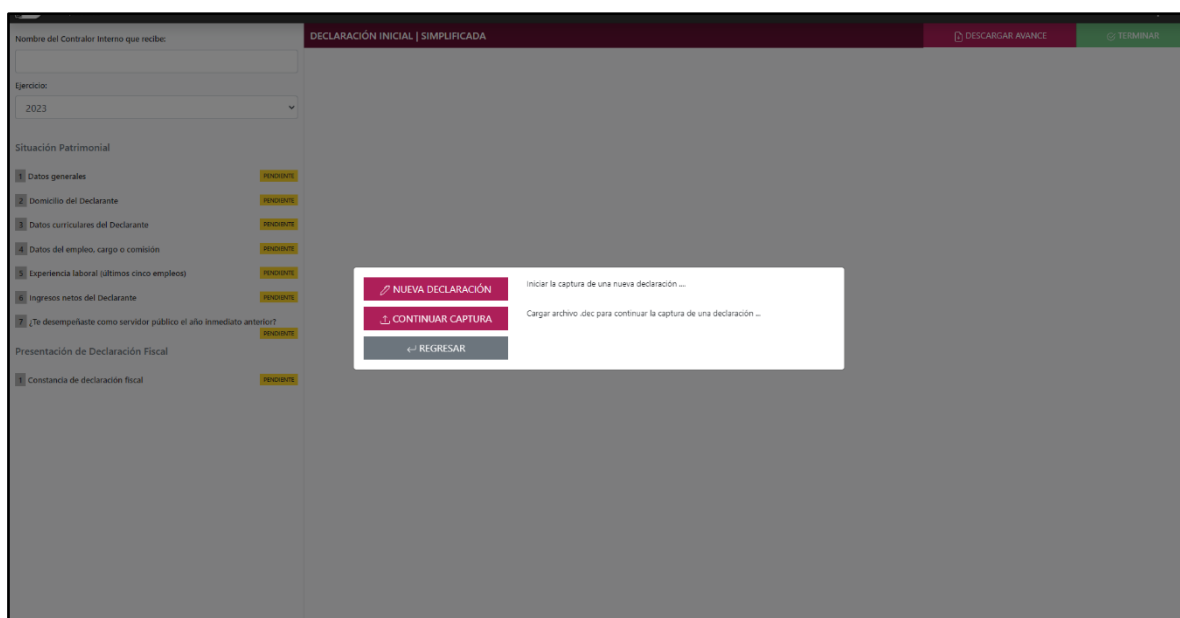 Nombre del Contralor Interno que recibe:
DECLARACIÓN INICIAL | SIMPLIFICADA
DESCARGAR AVANCE
TERMINAR
Ejercicio:
2023
Situación Patrimonial
1 Datos generales PENDIENTE
2 Domicilio del Declarante PENDIENTE
3 Datos curriculares del Declarante PENDIENTE
4 Datos del empleo, cargo o comisión PENDIENTE
5 Experiencia laboral (últimos cinco empleos) PENDIENTE
6 Ingresos netos del Declarante PENDIENTE
7 ¿Te desempeñaste como servidor público el año inmediato anterior?
PENDIENTE
Presentación de Declaración Fiscal
1 Constancia de declaración fiscal PENDIENTE
NUEVA DECLARACIÓN Iniciar la captura de una nueva declaración ....
CONTINUAR CAPTURA Cargar archivo .dec para continuar la captura de una declaración ...
REGRESAR